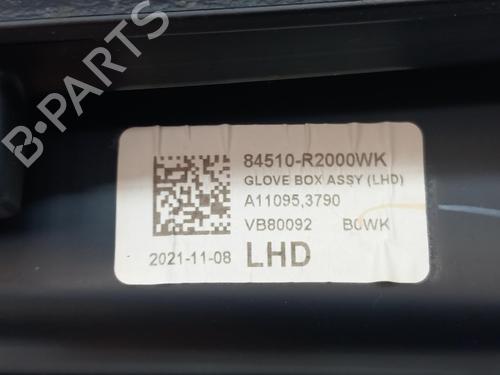 84510-R2000WK
GLOVE BOX ASSY (LHD)
A11095,3790
VB80092 B0WK
2021-11-08 LHD
B-PARTS